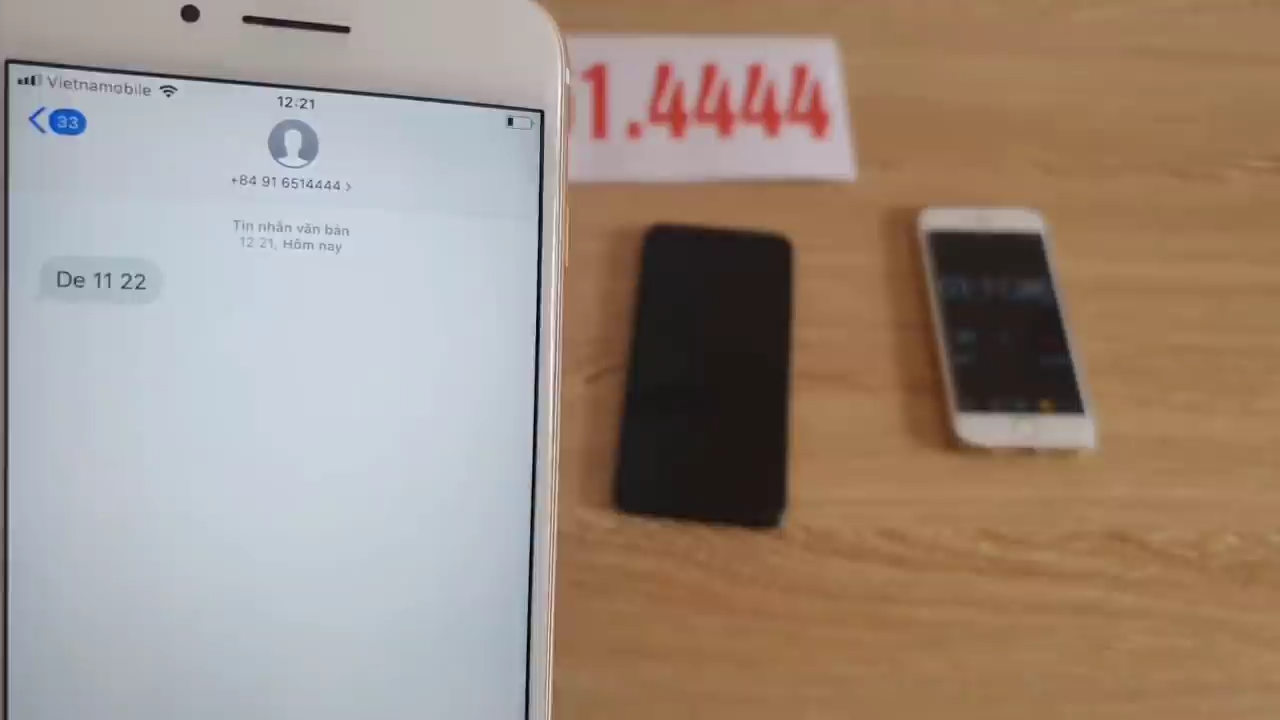 Vietnamobile
12:21
33
+84 91 6514444 >
Tin nhắn văn bản
12:21, Hôm nay
De 11 22
51.4444